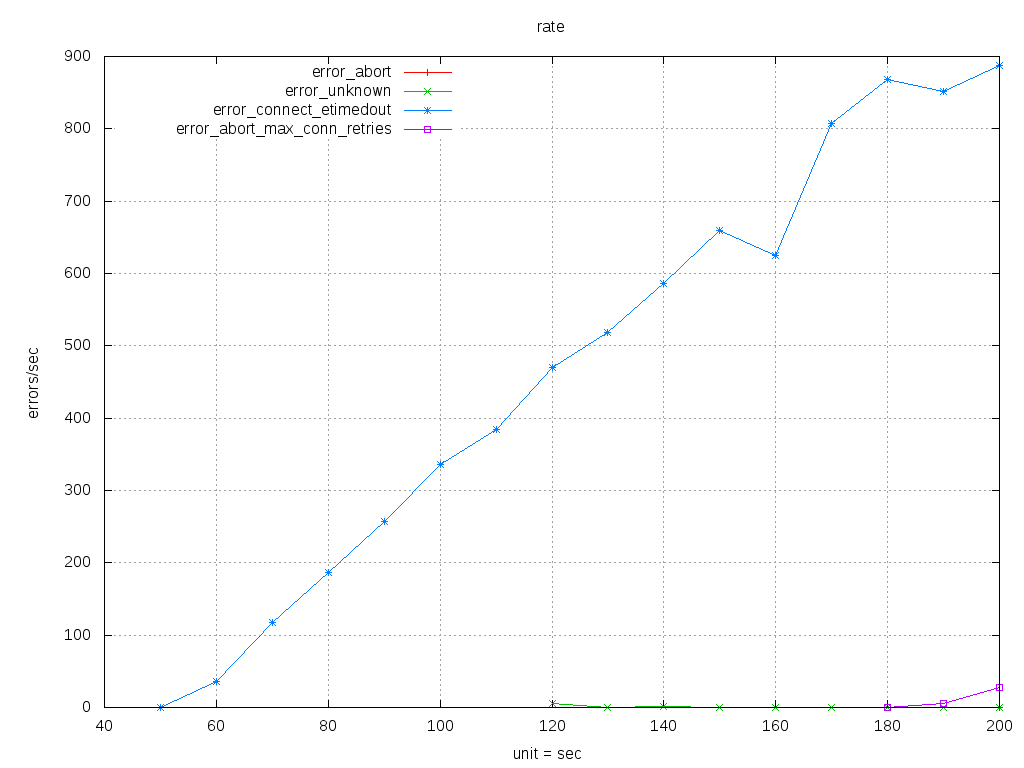 rate
900
800
700
600
500
400
300
200
100
0
error_abort
error_unknown
error_connect_etimedout
error_abort_max_conn_retries
errors/sec
40 60 80 100 120 140 160 180 200
unit = sec